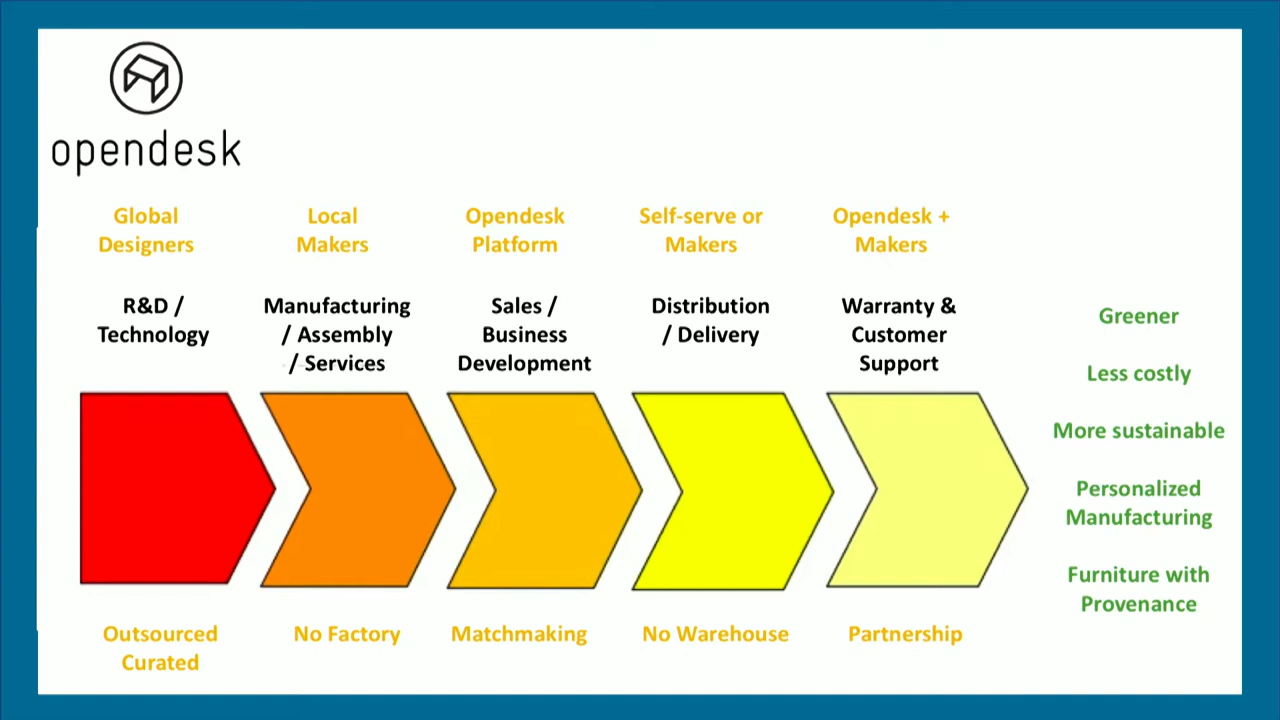 opendesk
Global
Designers
Local
Makers
Opendesk
Platform
Self-serve or
Makers
Opendesk +
Makers
R&D /
Technology
Manufacturing
/ Assembly
/ Services
Sales /
Business
Development
Distribution
/ Delivery
Warranty &
Customer
Support
Greener
Less costly
More sustainable
Personalized
Manufacturing
Furniture with
Provenance
Outsourced
Curated
No Factory
Matchmaking
No Warehouse
Partnership